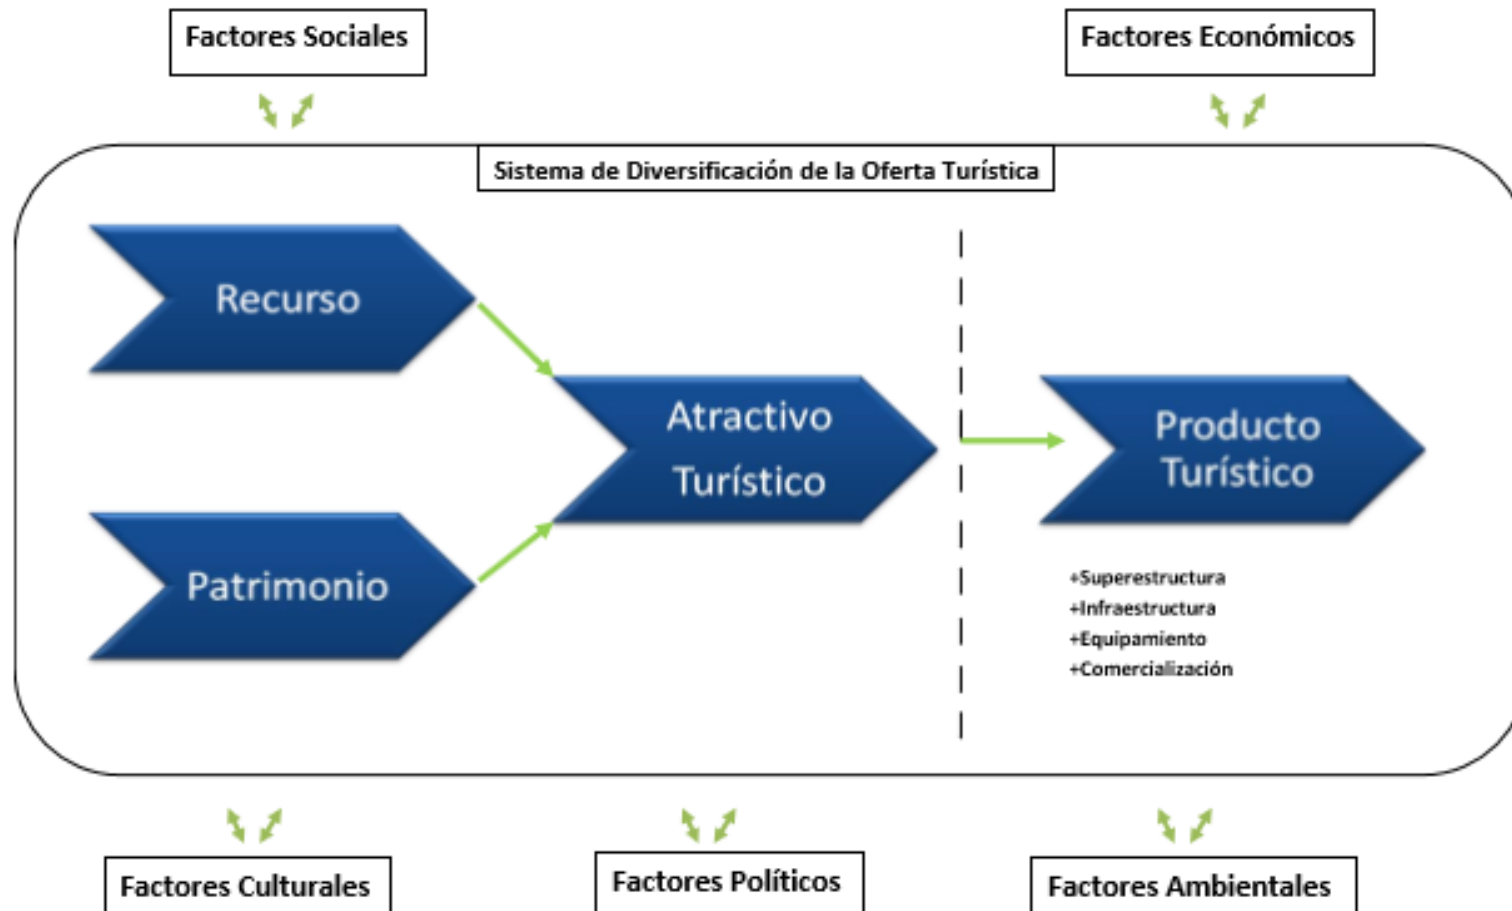 Factores Sociales
Factores Económicos
Sistema de Diversificación de la Oferta Turística
Recurso
Patrimonio
Atractivo
Turístico
Producto
Turístico
+Superestructura
+Infraestructura
+Equipamiento
+Comercialización
Factores Culturales
Factores Políticos
Factores Ambientales